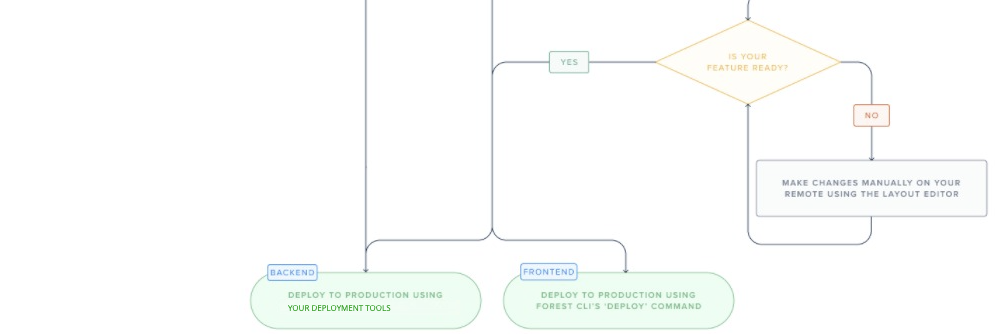 IS YOUR
FEATURE READY?
YES
NO
MAKE CHANGES MANUALLY ON YOUR
REMOTE USING THE LAYOUT EDITOR
BACKEND
DEPLOY TO PRODUCTION USING
YOUR DEPLOYMENT TOOLS
FRONTEND
DEPLOY TO PRODUCTION USING
FOREST CLI'S 'DEPLOY' COMMAND